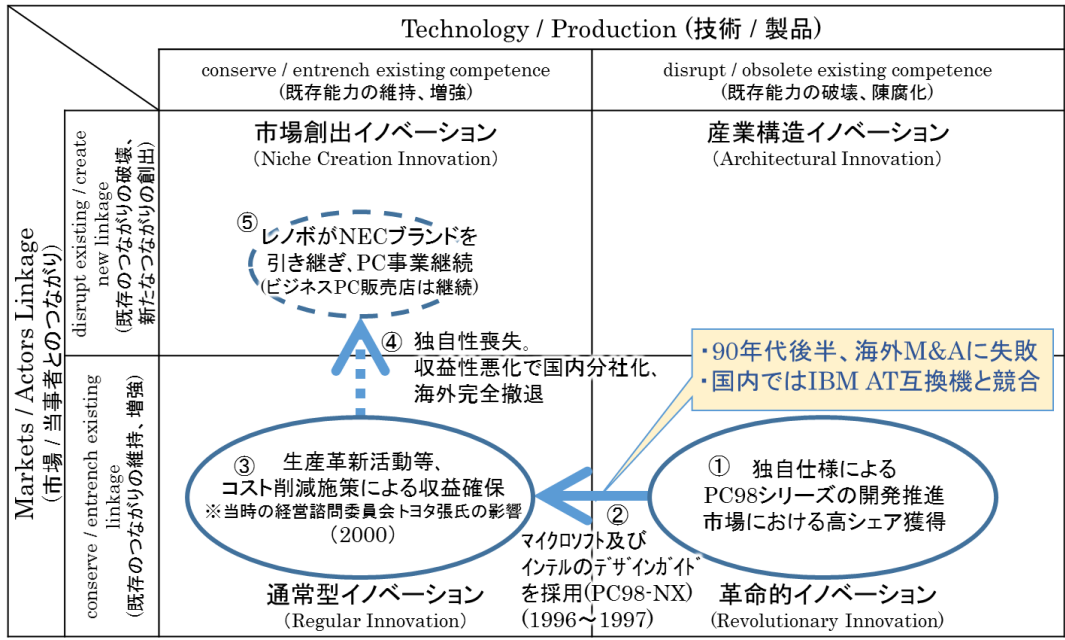 Technology / Production (技術 / 製品)
conserve / entrench existing competence
(既存能力の維持、増強)
disrupt / obsolete existing competence
(既存能力の破壊、陳腐化)
Markets / Actors Linkage
(市場 / 当事者とのつながり)
disrupt existing / create
new linkage
(既存のつながりの破壊、
新たなつながりの創出)
市場創出イノベーション
(Niche Creation Innovation)
産業構造イノベーション
(Architectural Innovation)
⑤
レノボがNECブランドを
引き継ぎ、PC事業継続
(ビジネスPC販売店は継続)
④ 独自性喪失。
収益性悪化で国内分社化、
海外完全撤退
・90年代後半、海外M&Aに失敗
・国内ではIBM AT互換機と競合
conserve / entrench existing
linkage
(既存のつながりの維持、増強)
③ 生産革新活動等、
コスト削減施策による収益確保
※当時の経営諮問委員会トヨタ張氏の影響
(2000)
② 
マイクロソフト及び
インテルのデザインガイド
を採用(PC98-NX)
(1996～1997)
① 独自仕様による
PC98シリーズの開発推進
市場における高シェア獲得
通常型イノベーション
(Regular Innovation)
革命的イノベーション
(Revolutionary Innovation)